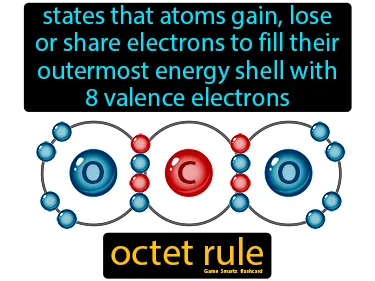 states that atoms gain, lose
or share electrons to fill their
outermost energy shell with
8 valence electrons
O C O
octet rule
Game Smartz flashcard